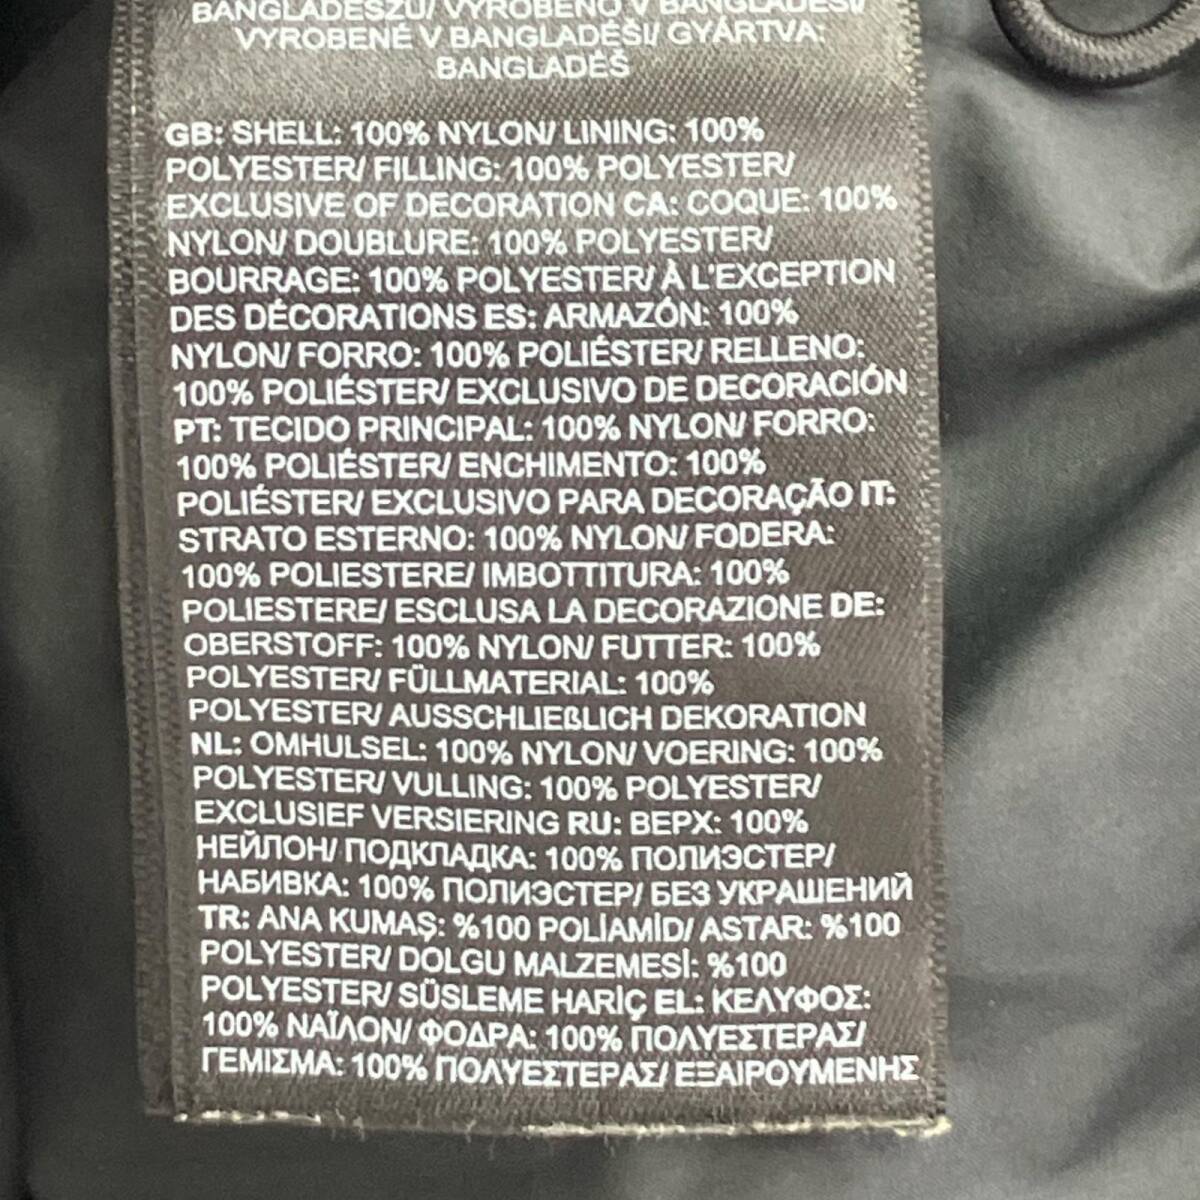 BANGLADESZU/ VYROBENO V BANGLADÉSI/
VYROBENÉ V BANGLADÉSI/ GYÁRTVA:
BANGLADES
GB: SHELL: 100% NYLON/ LINING: 100%
POLYESTER/ FILLING: 100% POLYESTER/
EXCLUSIVE OF DECORATION CA: COQUE: 100%
NYLON/ DOUBLURE: 100% POLYESTER/
BOURRAGE: 100% POLYESTER/ À L'EXCEPTION
DES DÉCORATIONS ES: ARMAZÓN: 100%
NYLON/ FORRO: 100% POLIÉSTER/ RELLENO:
100% POLIÉSTER/ EXCLUSIVO DE DECORACIÓN
PT: TECIDO PRINCIPAL: 100% NYLON/ FORRO:
100% POLIÉSTER/ ENCHIMENTO: 100%
POLIÉSTER/ EXCLUSIVO PARA DECORAÇÃO IT:
STRATO ESTERNO: 100% NYLON/ FODERA:
100% POLIESTERE/ IMBOTTITURA: 100%
POLIESTERE/ ESCLUSA LA DECORAZIONE DE:
OBERSTOFF: 100% NYLON/ FUTTER: 100%
POLYESTER/ FÜLLMATERIAL: 100%
POLYESTER/ AUSSCHLIEßLICH DEKORATION
NL: OMHULSEL: 100% NYLON/ VOERING: 100%
POLYESTER/ VULLING: 100% POLYESTER/
EXCLUSIEF VERSIERING RU: ВЕРХ: 100%
НЕЙЛОН/ ПОДКЛАДКА: 100% ПОЛИЭСТЕР/
НАБИВКА: 100% ПОЛИЭСТЕР/ БЕЗ УКРАШЕНИЙ
TR: ANA KUMAŞ: %100 POLİAMİD/ ASTAR: %100
POLYESTER/ DOLGU MALZEMESİ: %100
POLYESTER/ SÜSLEME HARİÇ EL: ΚΕΛΥΦΟΣ:
100% ΝΑΪΛΟΝ/ ΦΟΔΡΑ: 100% ΠΟΛΥΕΣΤΕΡΑΣ/
ΓΕΜΙΣΜΑ: 100% ΠΟΛΥΕΣΤΕΡΑΣ/ ΕΞΑΙΡΟΥΜΕΝΗΣ